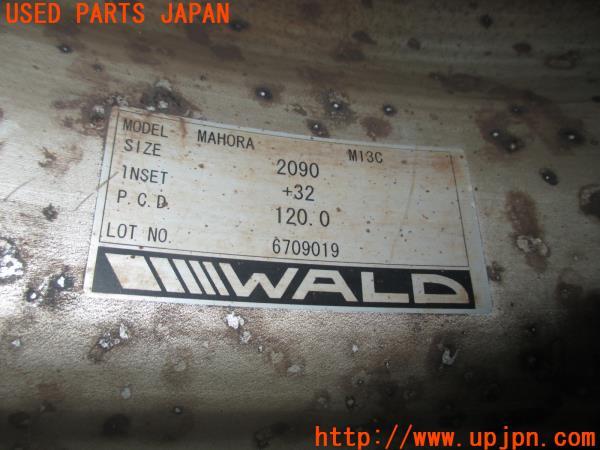 USED PARTS JAPAN
MODEL MAHORA M13C
SIZE 2090
INSET +32
P.C.D. 120.0
LOT NO. 6709019
WALD
http://www.upjpn.com